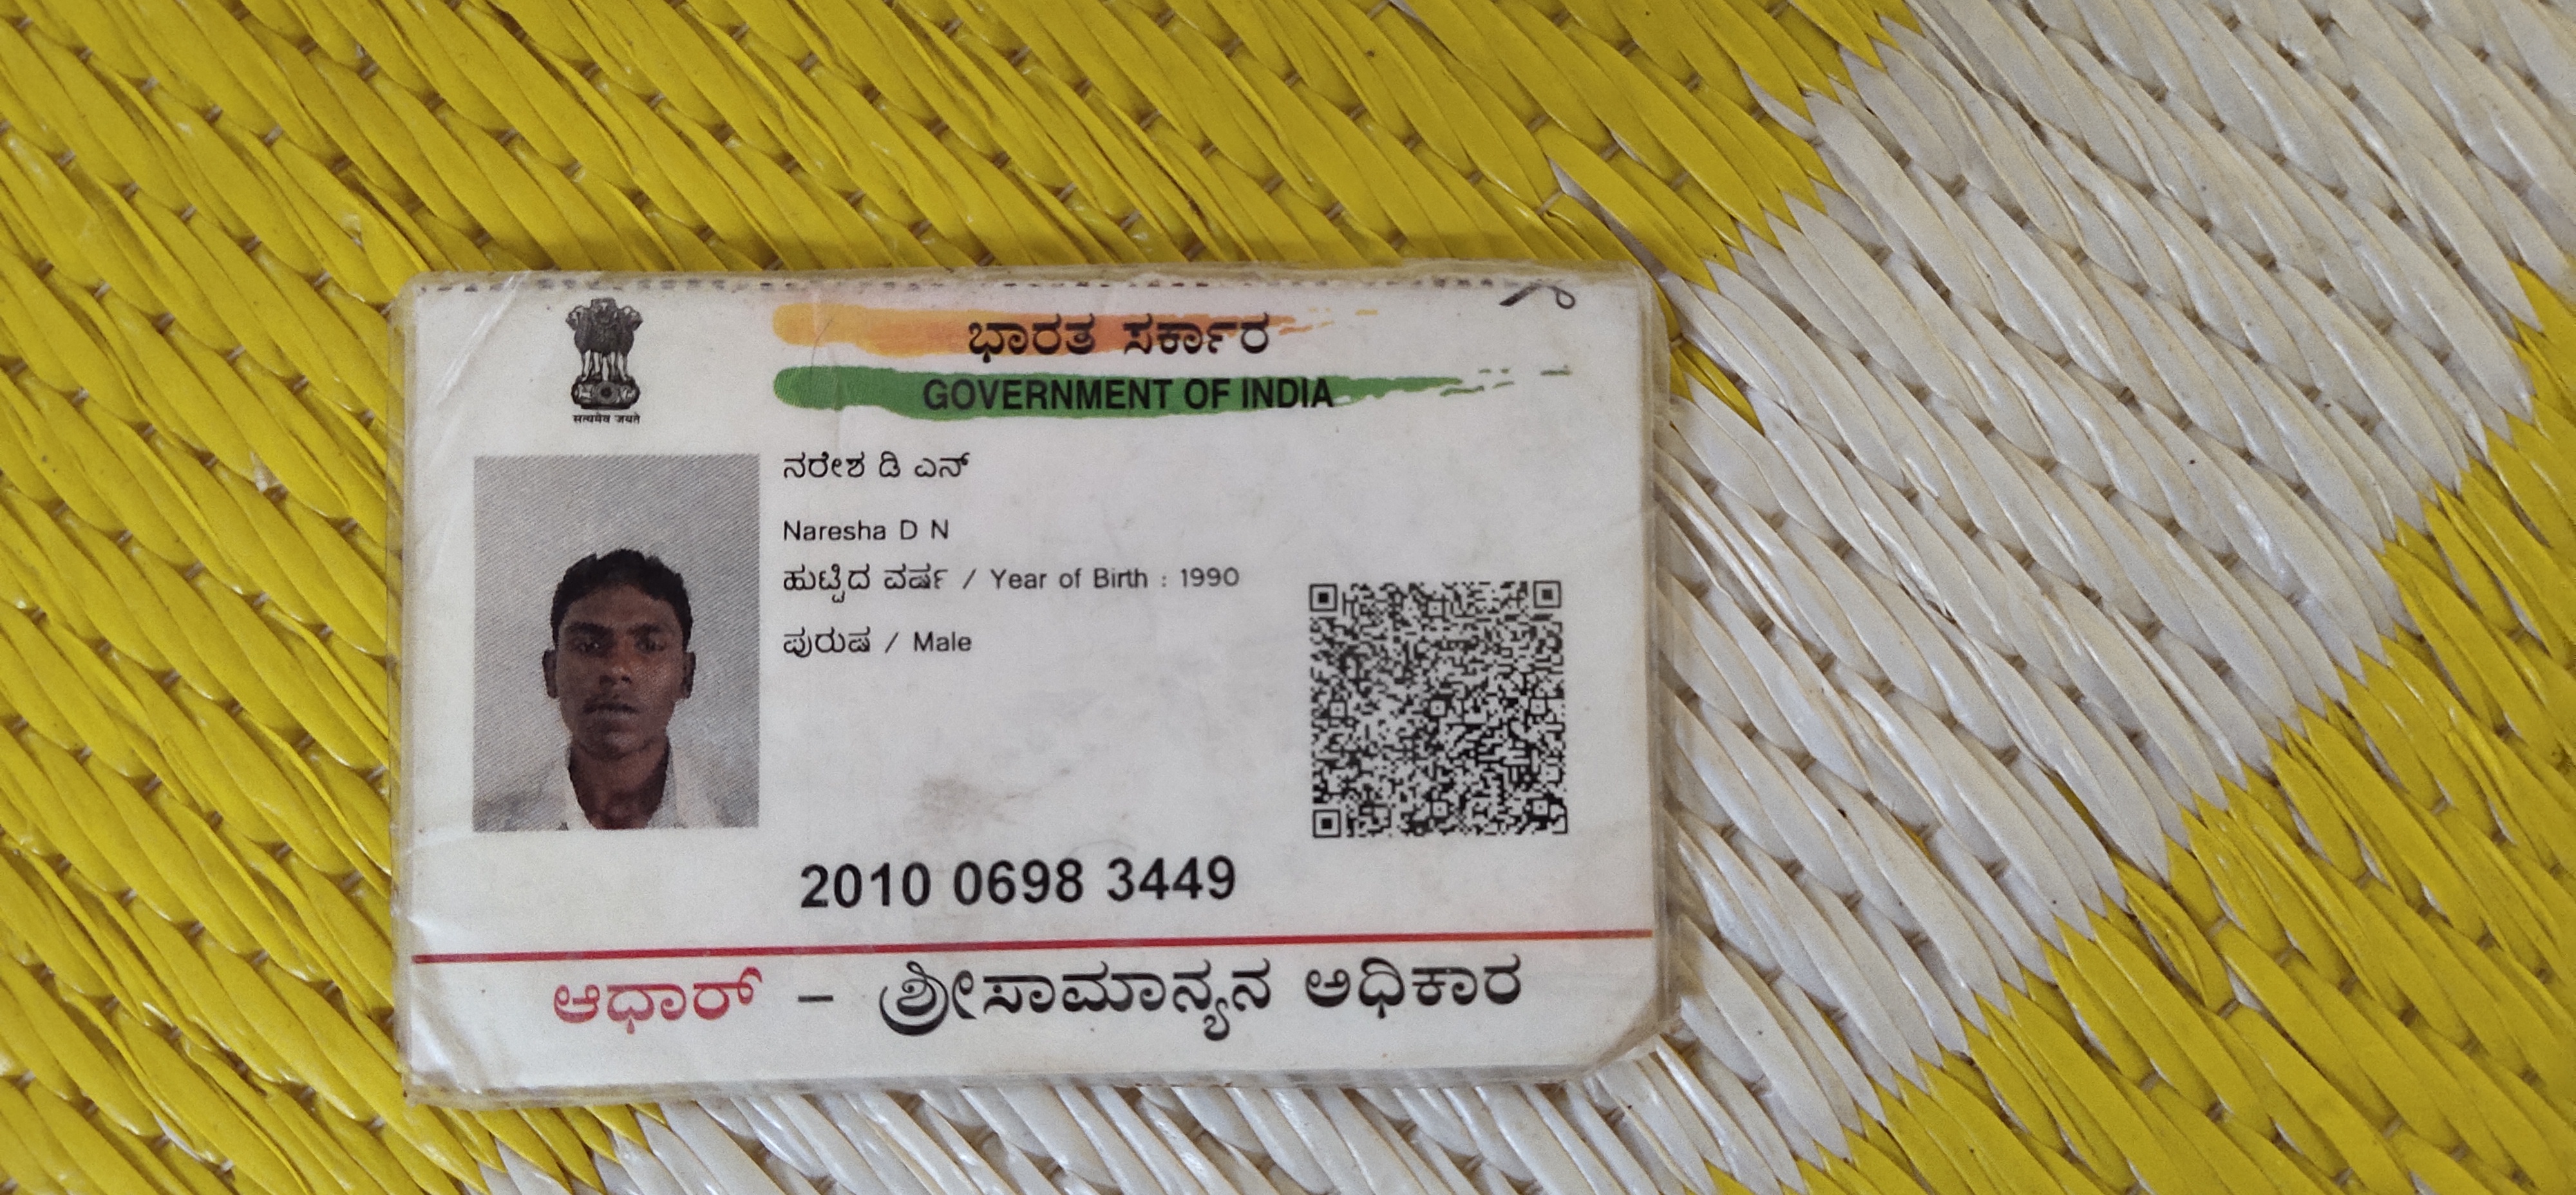 सत्यमेव जयते
ಭಾರತ ಸರ್ಕಾರ
GOVERNMENT OF INDIA
ನರೇಶ ಡಿ ಎನ್
Naresha D N
ಹುಟ್ಟಿದ ವರ್ಷ / Year of Birth : 1990
ಪುರುಷ / Male
2010 0698 3449
ಆಧಾರ್ – ಶ್ರೀಸಾಮಾನ್ಯನ ಅಧಿಕಾರ